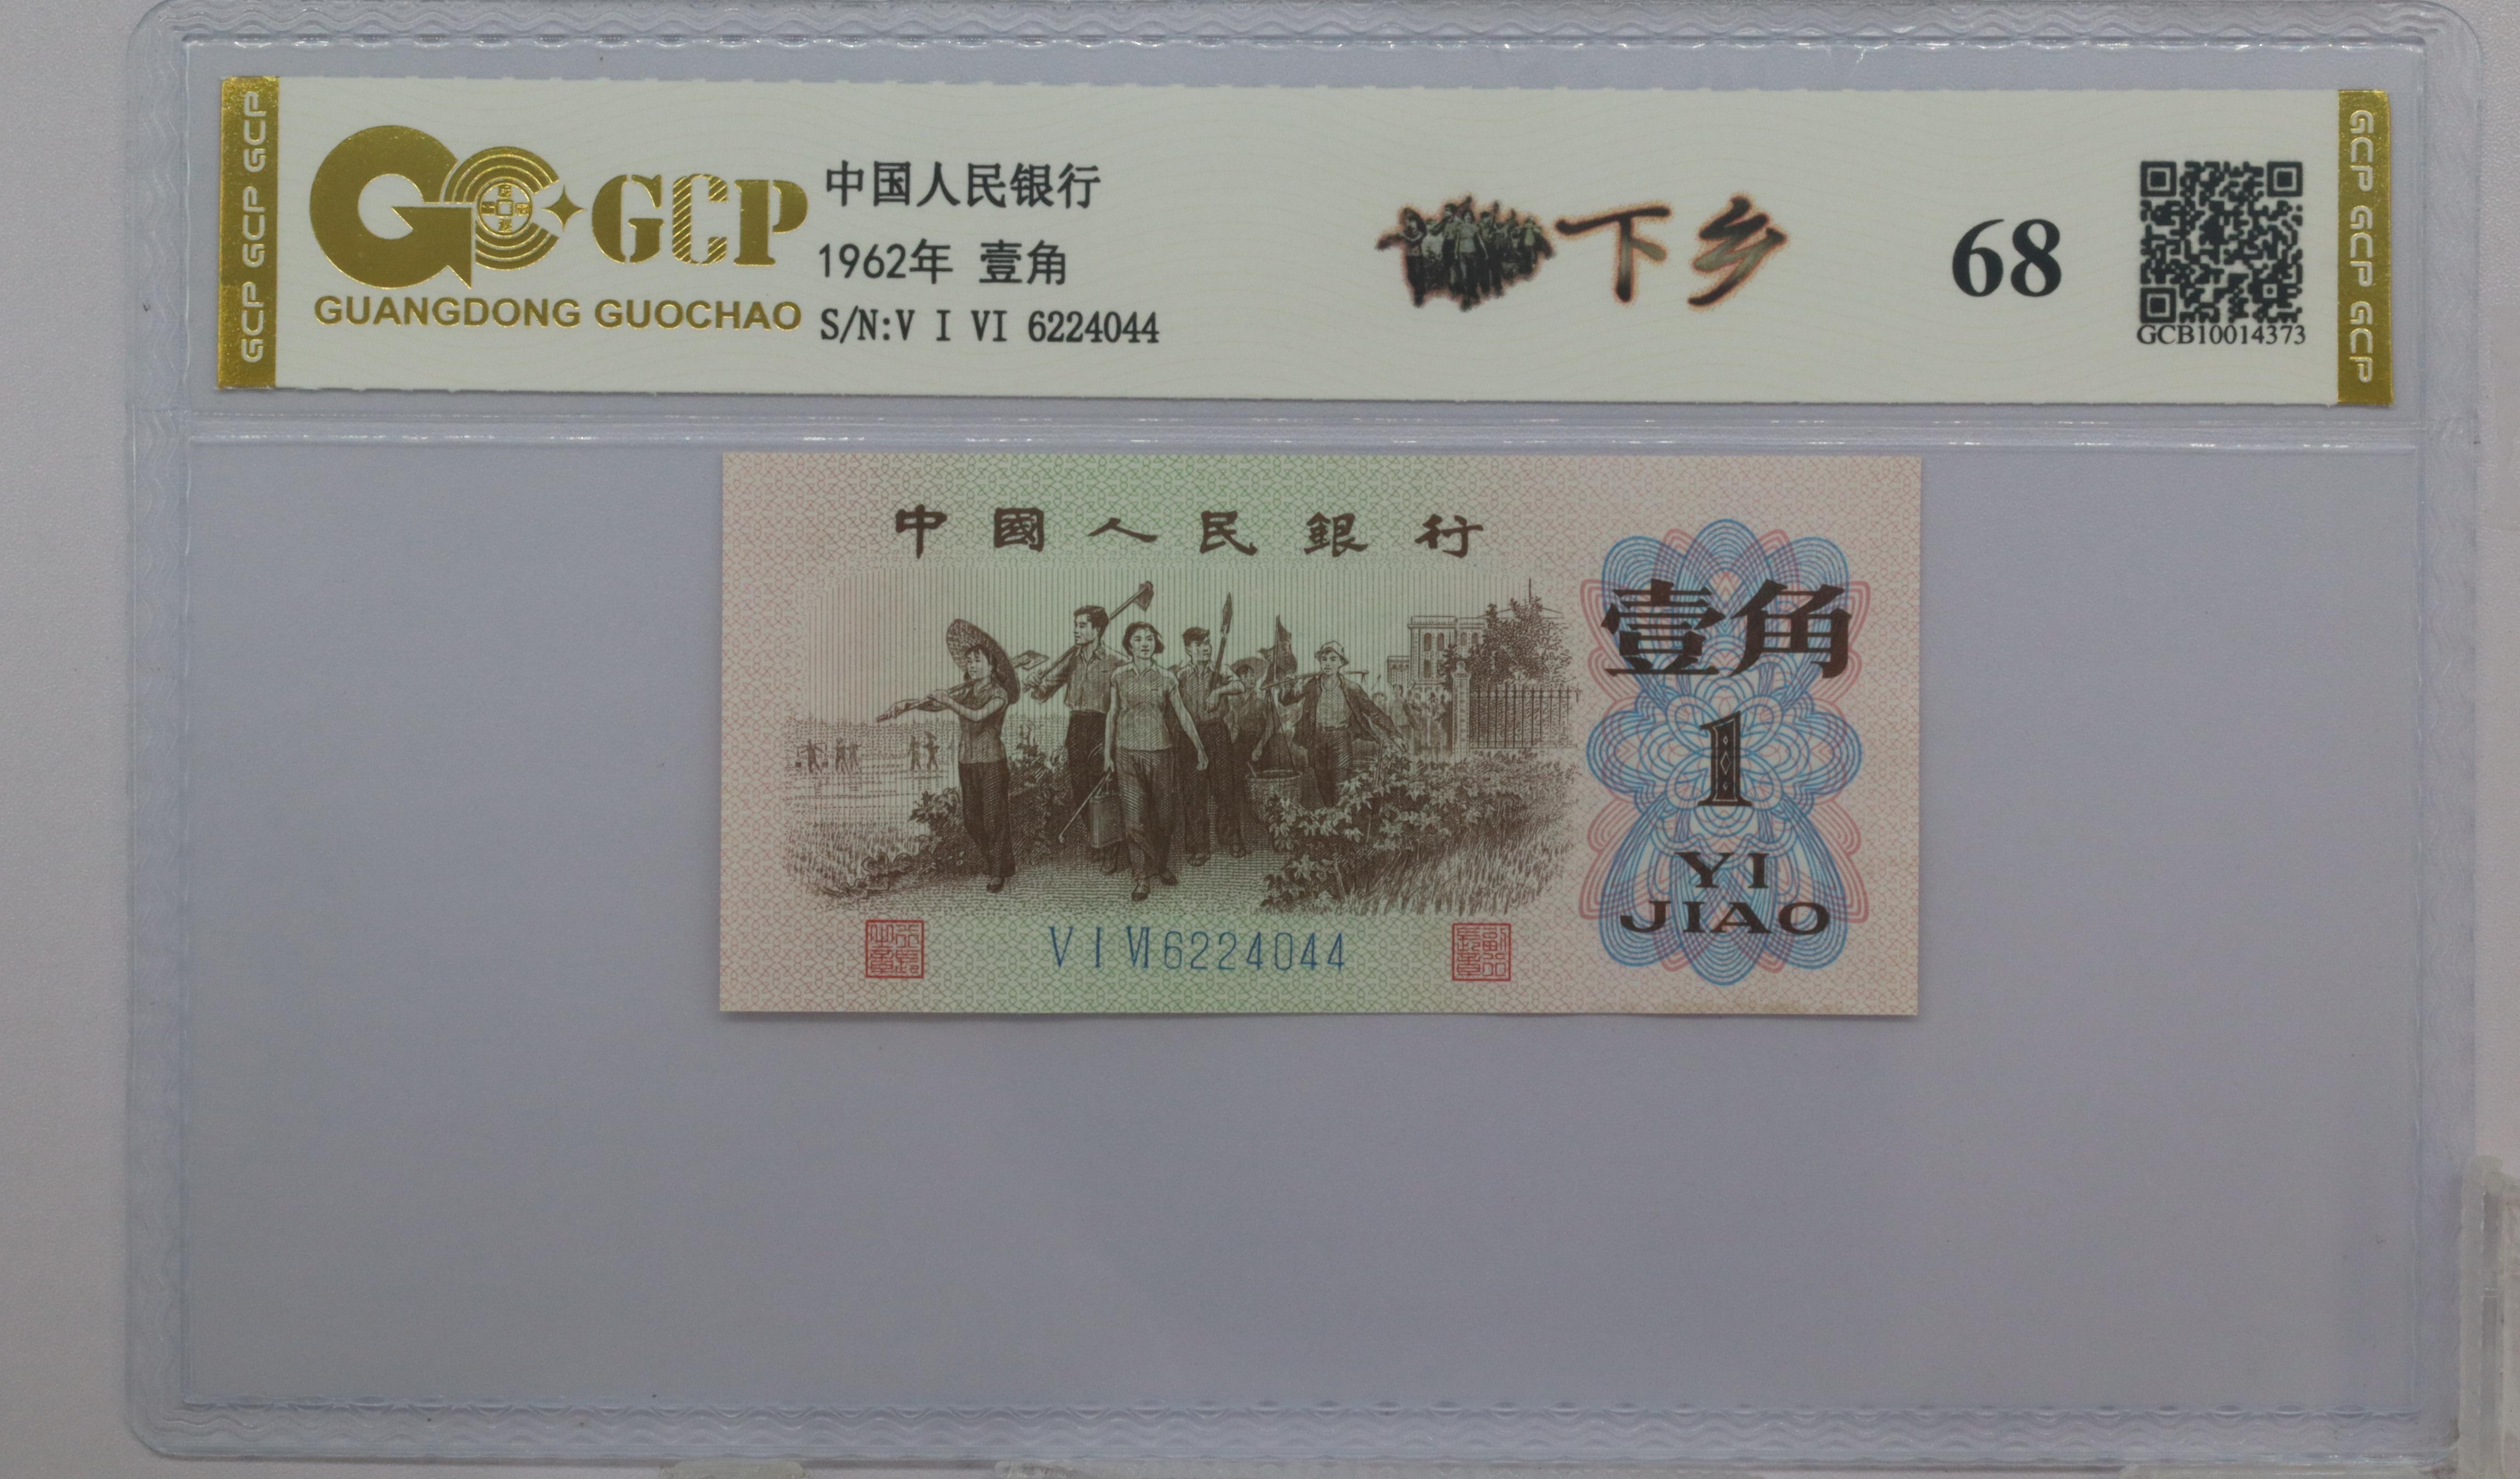 GCP GCP GCP
GCP
GUANGDONG GUOCHAO
中国人民银行
1962年 壹角
S/N:V I VI 6224044
下乡
68
GCB10014373
GCP GCP GCP
中國人民銀行
壹角
1
YI
JIAO
V I VI 6224044